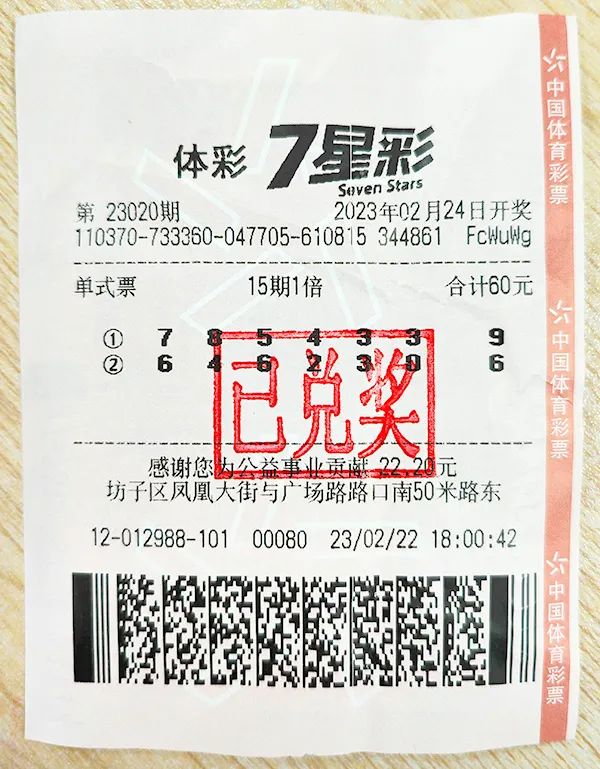 体彩 7星彩
Seven Stars
第 23020期 2023年02月24日开奖
110370-733360-047705-610815 344861 FcWuWg
单式票 15期1倍 合计60元
① 7 8 5 4 3 3 9
② 6 4 6 2 3 0 6
已兑奖
感谢您为公益事业贡献 22.20元
坊子区凤凰大街与广场路路口南50米路东
12-012988-101 00080 23/02/22 18:00:42
中国体育彩票
中国体育彩票
中国体育彩票